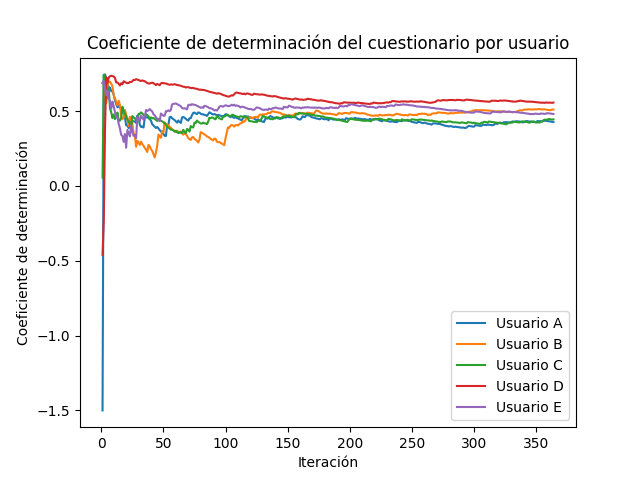 Coeficiente de determinación del cuestionario por usuario
Coeficiente de determinación
0.5
0.0
−0.5
−1.0
−1.5
0
50
100
150
200
250
300
350
Iteración
Usuario A
Usuario B
Usuario C
Usuario D
Usuario E